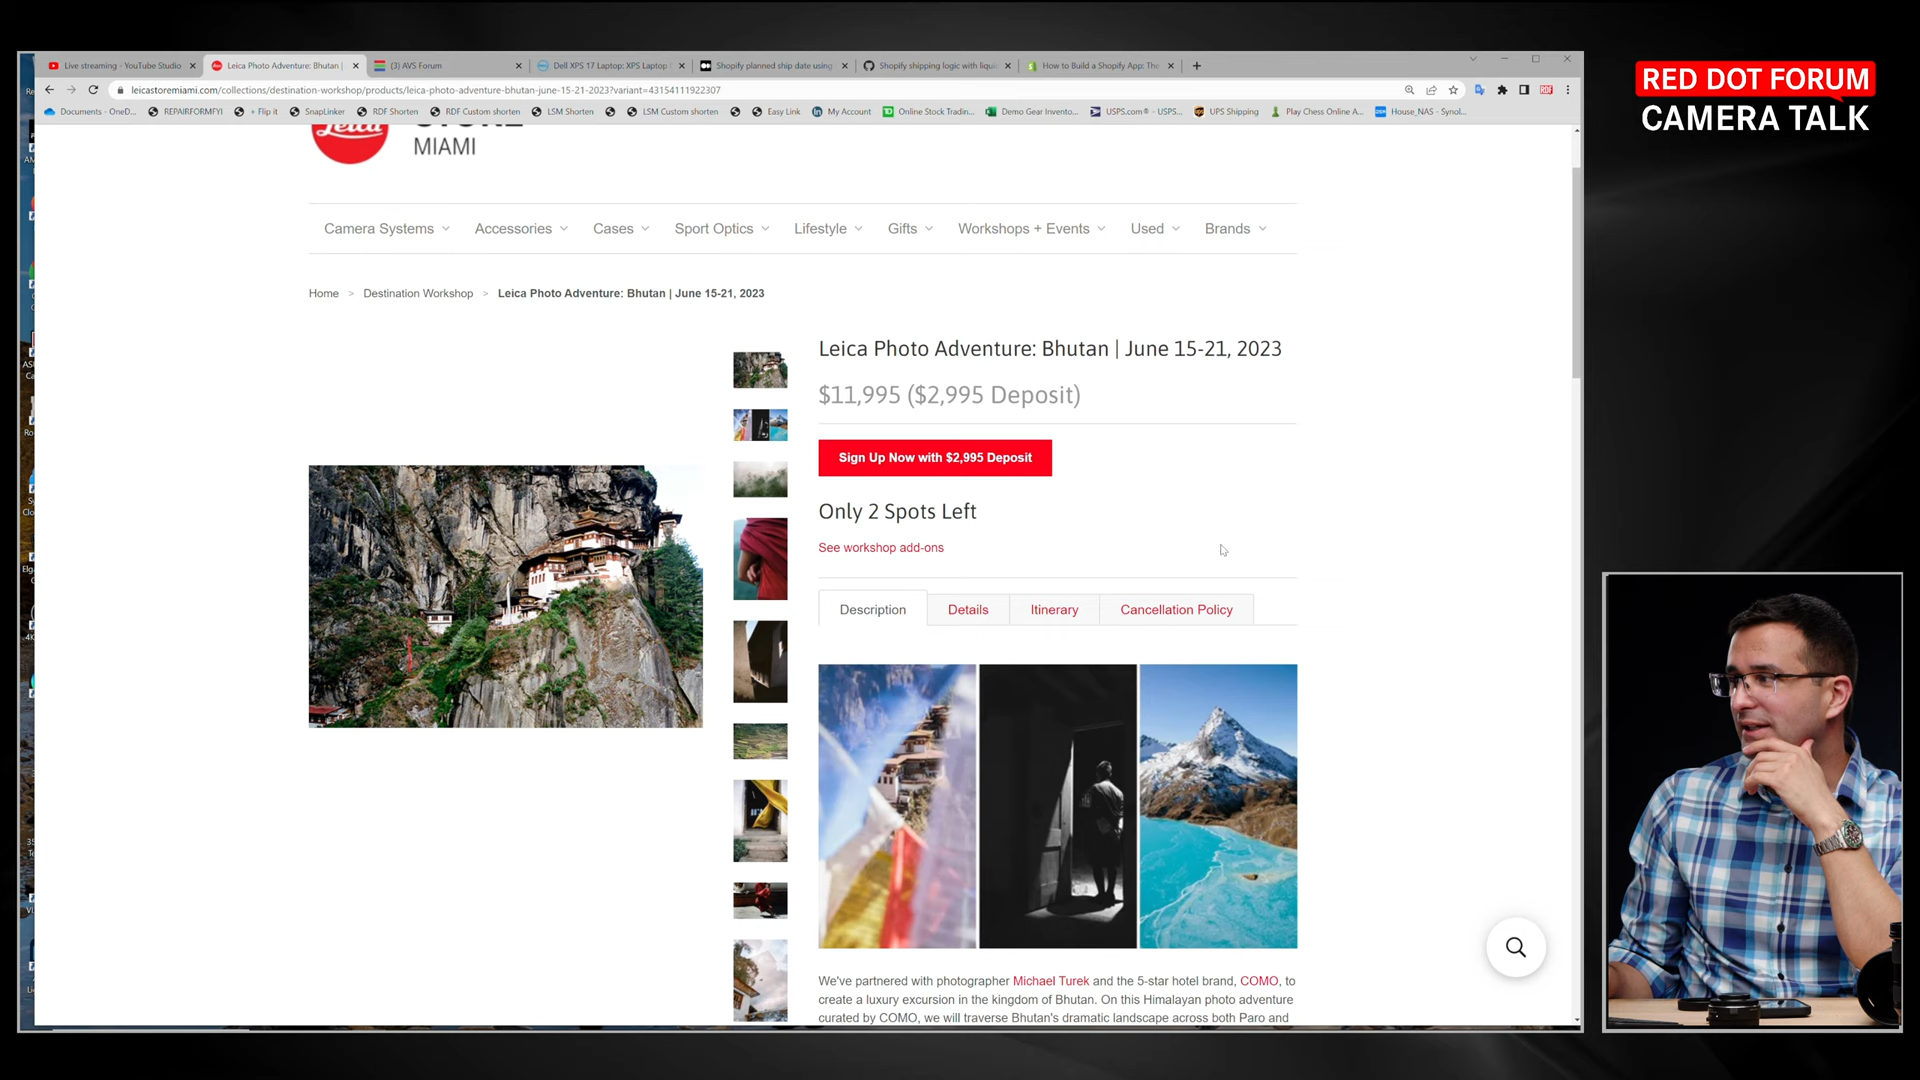 RED DOT FORUM
CAMERA TALK
Live streaming - YouTube Studio
Leica Photo Adventure: Bhutan |
(3) AVS Forum
Dell XPS 17 Laptop: XPS Laptop
Shopify planned ship date using
Shopify shipping logic with liqui
How to Build a Shopify App: The
leicastoremiami.com/collections/destination-workshop/products/leica-photo-adventure-bhutan-june-15-21-2023?variant=43154111922307
Documents - OneD...
REPAIRFORMFYI
+ Flip it
SnapLinker
RDF Shorten
RDF Custom shorten
LSM Shorten
LSM Custom shorten
Easy Link
My Account
Online Stock Tradin...
Demo Gear Invento...
USPS.com® - USPS...
UPS Shipping
Play Chess Online A...
House_NAS - Synol...
MIAMI
Camera Systems
Accessories
Cases
Sport Optics
Lifestyle
Gifts
Workshops + Events
Used
Brands
Home > Destination Workshop > Leica Photo Adventure: Bhutan | June 15-21, 2023
Leica Photo Adventure: Bhutan | June 15-21, 2023
$11,995 ($2,995 Deposit)
Sign Up Now with $2,995 Deposit
Only 2 Spots Left
See workshop add-ons
Description
Details
Itinerary
Cancellation Policy
We've partnered with photographer Michael Turek and the 5-star hotel brand, COMO, to
create a luxury excursion in the kingdom of Bhutan. On this Himalayan photo adventure
curated by COMO, we will traverse Bhutan's dramatic landscape across both Paro and